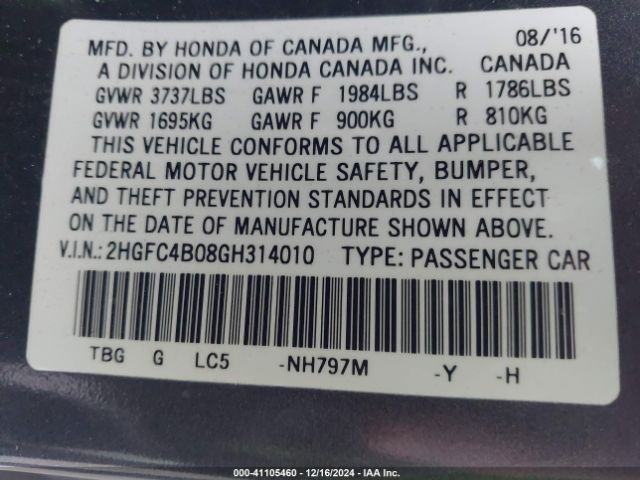 MFD. BY HONDA OF CANADA MFG., 08/'16
A DIVISION OF HONDA CANADA INC. CANADA
GVWR 3737LBS GAWR F 1984LBS R 1786LBS
GVWR 1695KG GAWR F 900KG R 810KG
THIS VEHICLE CONFORMS TO ALL APPLICABLE
FEDERAL MOTOR VEHICLE SAFETY, BUMPER,
AND THEFT PREVENTION STANDARDS IN EFFECT
ON THE DATE OF MANUFACTURE SHOWN ABOVE.
V.I.N.: 2HGFC4B08GH314010 TYPE: PASSENGER CAR
TBG G LC5 -NH797M -Y -H
000-41105460 - 12/16/2024 - IAA Inc.